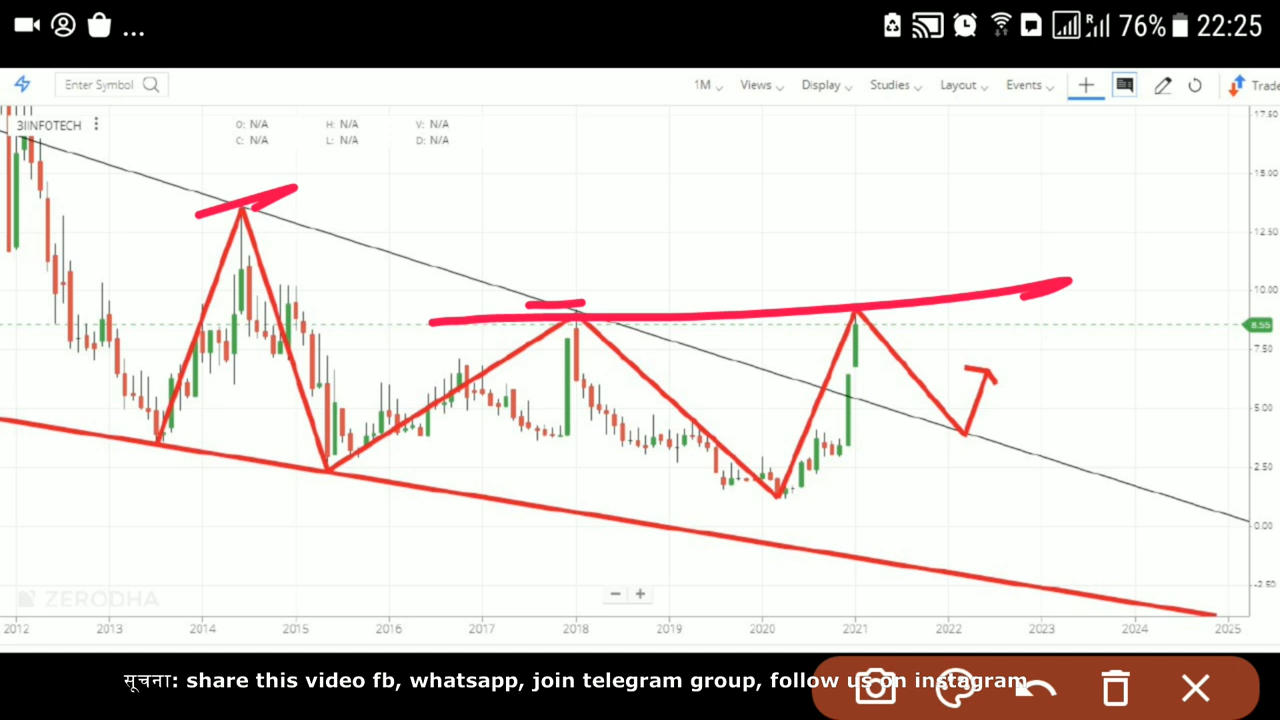 ... 76% 22:25
Enter Symbol 1M Views Display Studies Layout Events Trade
3IINFOTECH O: N/A H: N/A V: N/A
C: N/A L: N/A D: N/A
17.50
15.00
12.50
10.00
8.55
7.50
5.00
2.50
0.00
-2.50
ZERODHA
2012 2013 2014 2015 2016 2017 2018 2019 2020 2021 2022 2023 2024 2025
सूचना: share this video fb, whatsapp, join telegram group, follow us on instagram